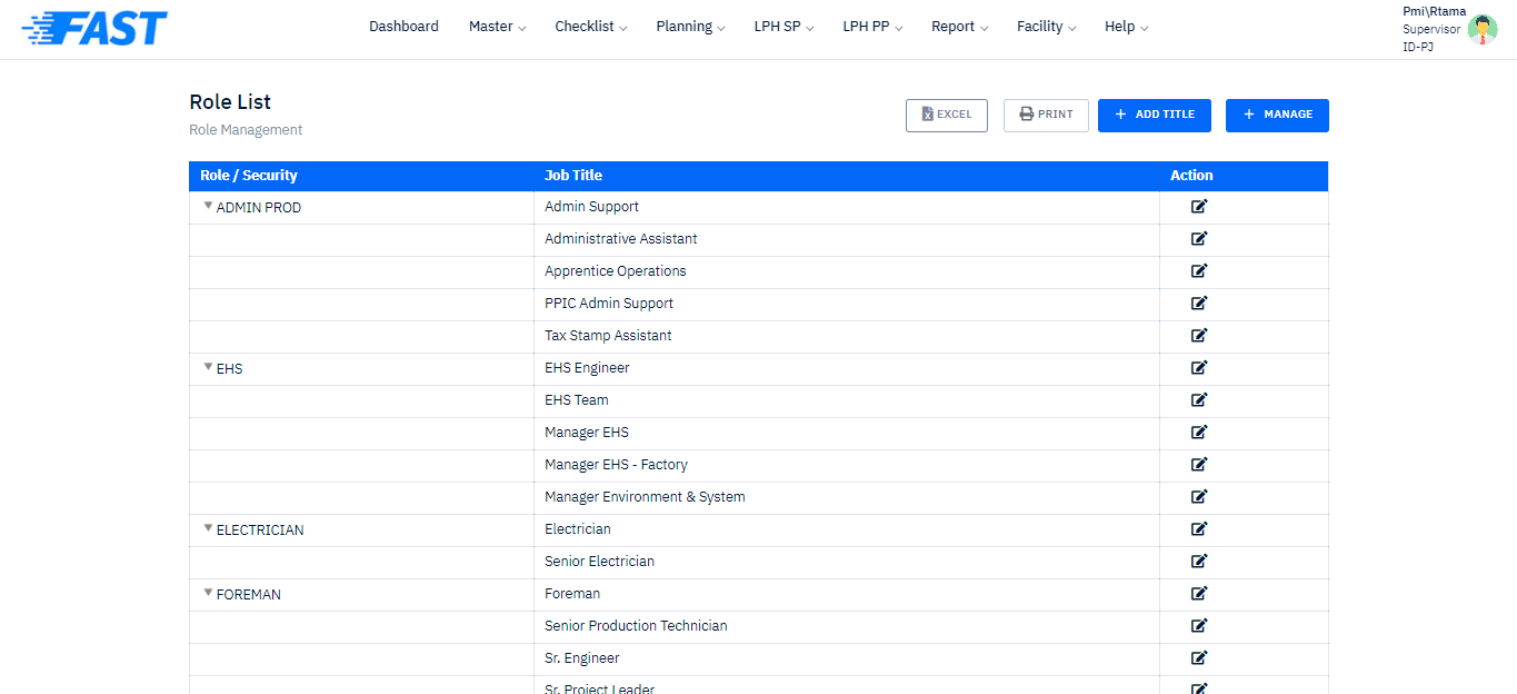 FAST
Dashboard Master Checklist Planning LPH SP LPH PP Report Facility Help
Pmi\Rtama
Supervisor
ID-PJ
Role List
Role Management
EXCEL PRINT + ADD TITLE + MANAGE
Role / Security Job Title Action
ADMIN PROD Admin Support
Administrative Assistant
Apprentice Operations
PPIC Admin Support
Tax Stamp Assistant
EHS EHS Engineer
EHS Team
Manager EHS
Manager EHS - Factory
Manager Environment & System
ELECTRICIAN Electrician
Senior Electrician
FOREMAN Foreman
Senior Production Technician
Sr. Engineer
Sr. Project Leader